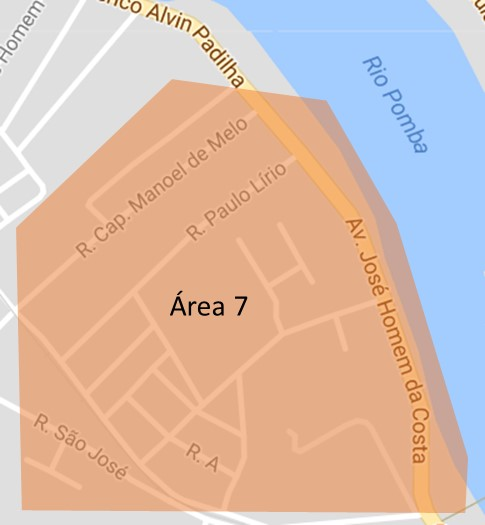 nco Alvin Padilha
Homem
Rio Pomba
R. Cap. Manoel de Melo
R. Paulo Lírio
Av. José Homem da Costa
Área 7
R. São José
R. A